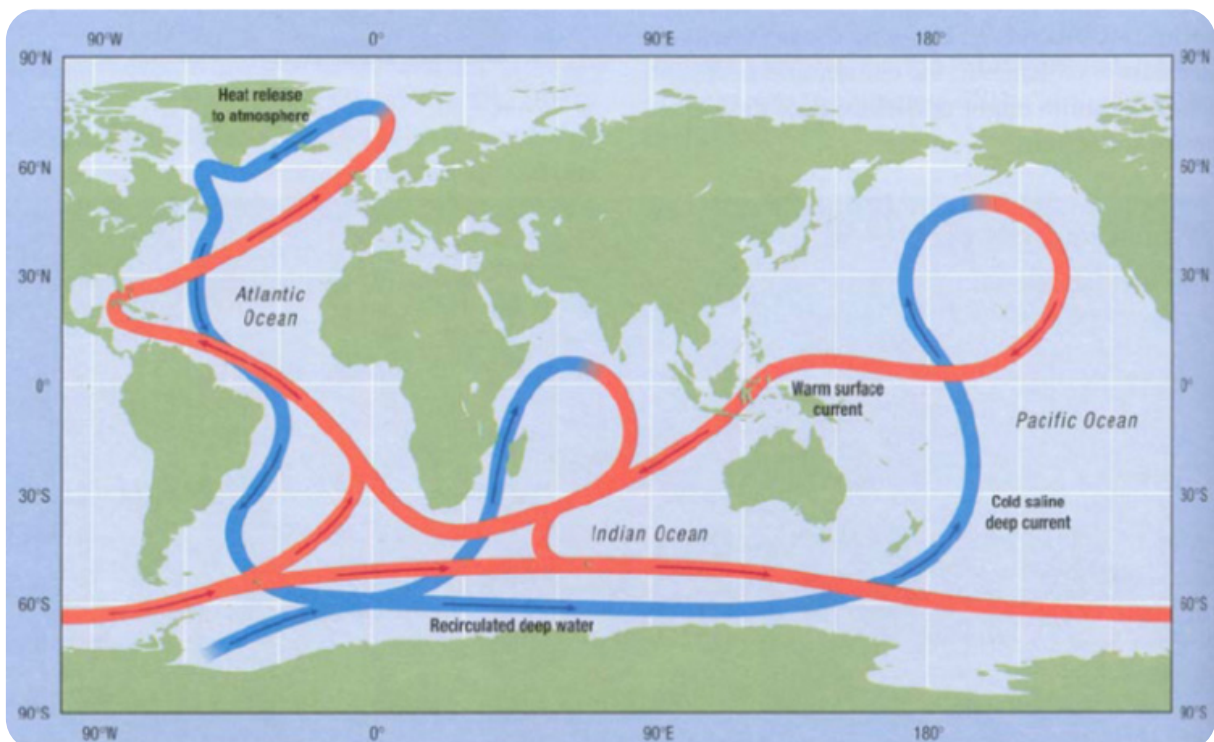 90°W 0° 90°E 180°
90°N 90°N
Heat release
to atmosphere
60°N 60°N
30°N 30°N
Atlantic
Ocean
0° 0°
Warm surface
current
Pacific Ocean
30°S 30°S
Cold saline
deep current
Indian Ocean
60°S 60°S
Recirculated deep water
90°S 90°S
90°W 0° 90°E 180°